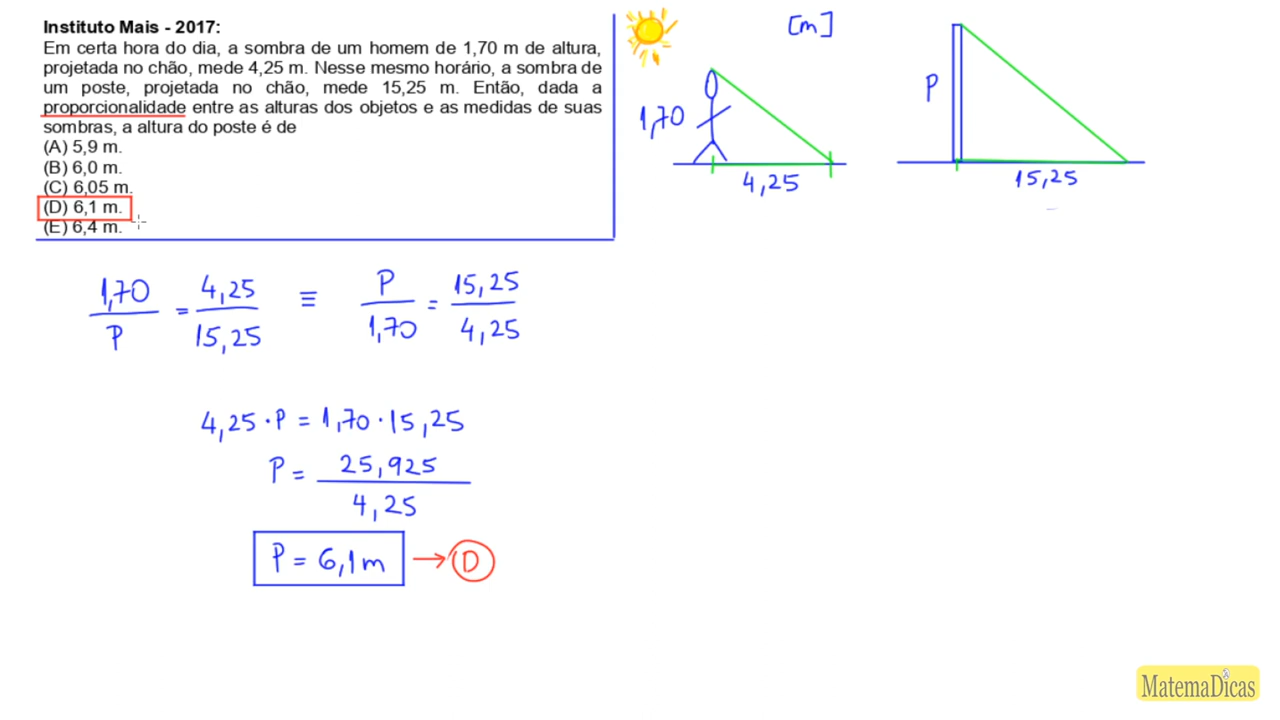 Instituto Mais - 2017:
Em certa hora do dia, a sombra de um homem de 1,70 m de altura,
projetada no chão, mede 4,25 m. Nesse mesmo horário, a sombra de
um poste, projetada no chão, mede 15,25 m. Então, dada a
proporcionalidade entre as alturas dos objetos e as medidas de suas
sombras, a altura do poste é de
(A) 5,9 m.
(B) 6,0 m.
(C) 6,05 m.
(D) 6,1 m.
(E) 6,4 m.
[m]
1,70
4,25
P
15,25
1,70/P = 4,25/15,25 ≡ P/1,70 = 15,25/4,25
4,25 · P = 1,70 · 15,25
P = 25,925/4,25
P = 6,1 m → D
MatemaDicas